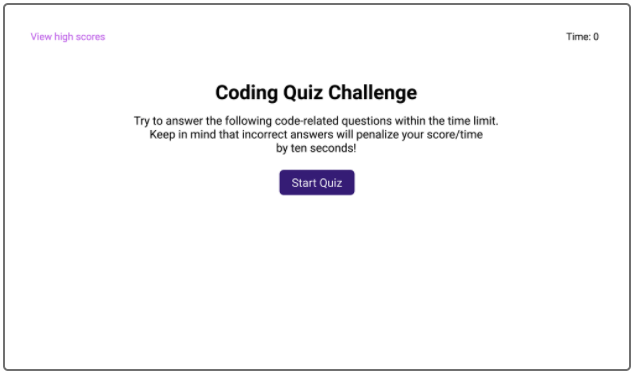 View high scores
Time: 0
Coding Quiz Challenge
Try to answer the following code-related questions within the time limit.
Keep in mind that incorrect answers will penalize your score/time
by ten seconds!
Start Quiz